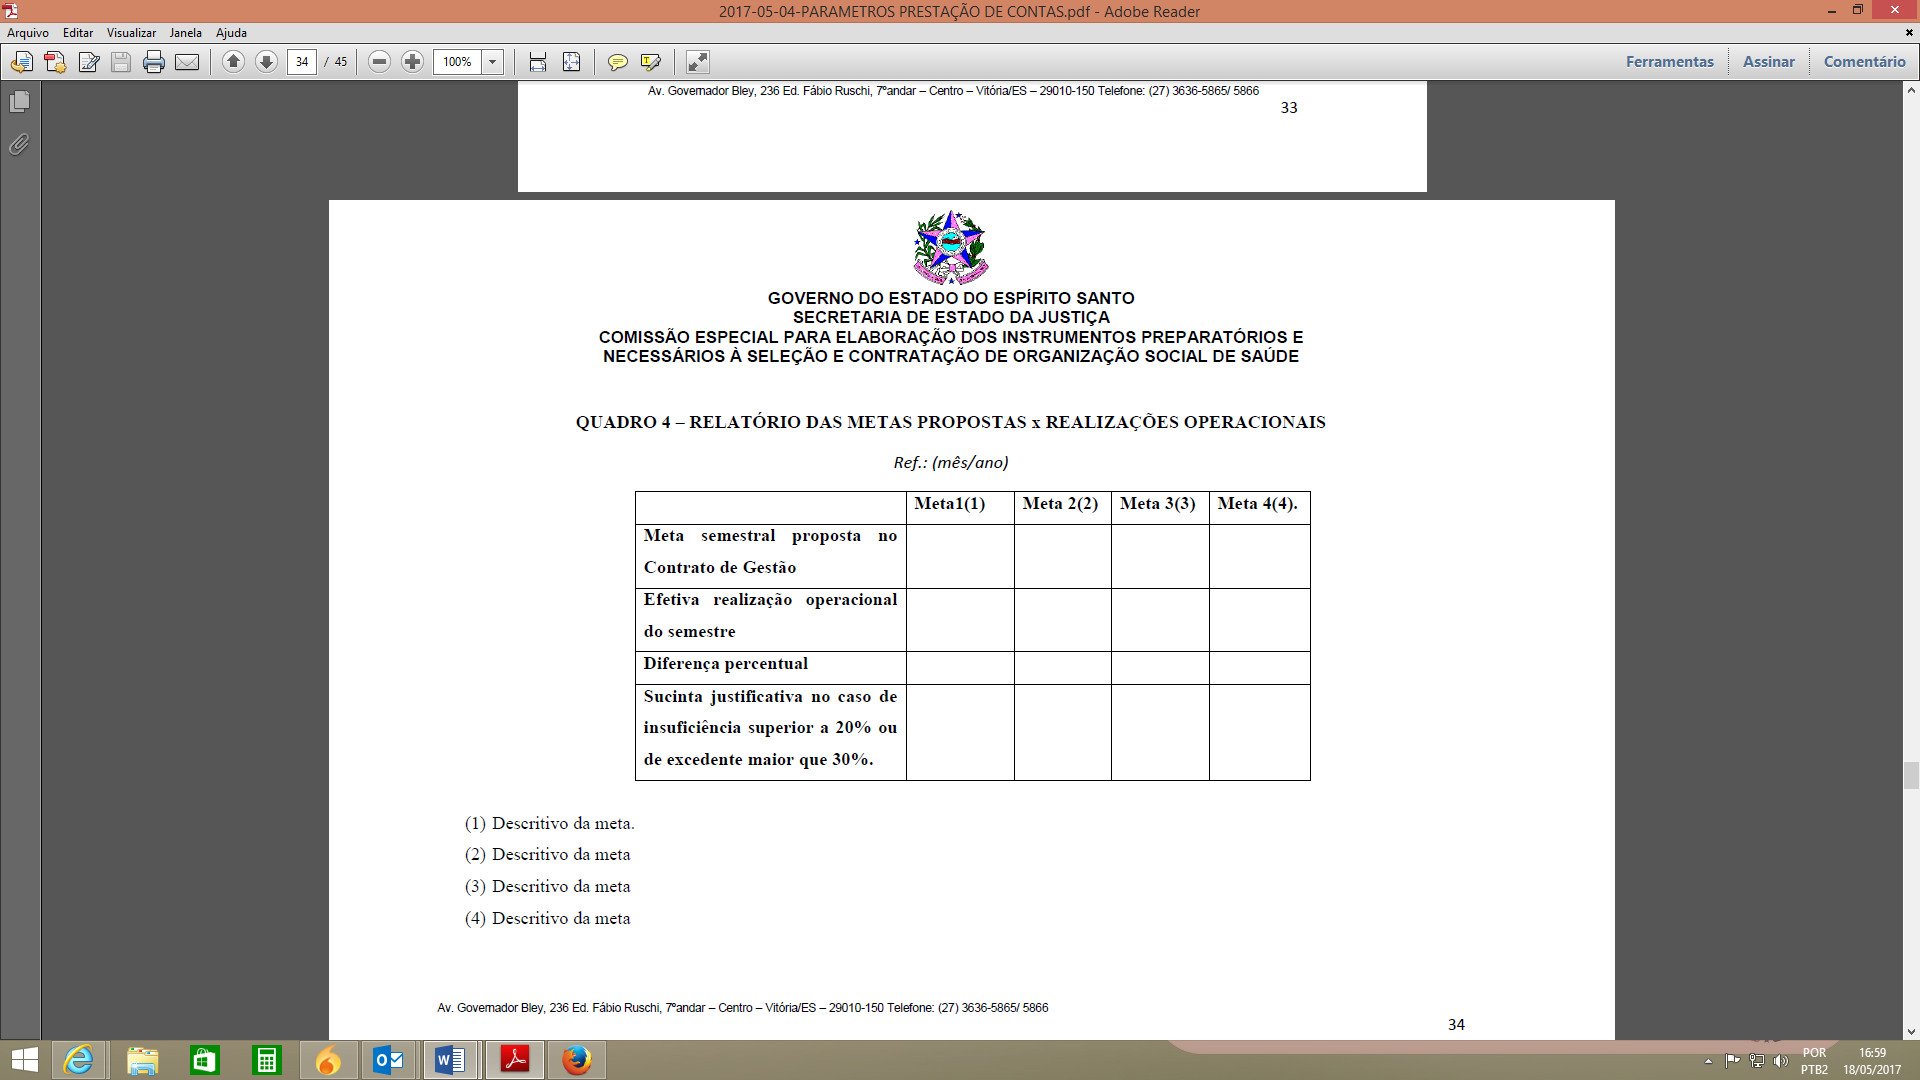 2017-05-04-PARAMETROS PRESTAÇÃO DE CONTAS.pdf - Adobe Reader
Arquivo Editar Visualizar Janela Ajuda
34 / 45 100% Ferramentas Assinar Comentário
Av. Governador Bley, 236 Ed. Fábio Ruschi, 7ºandar – Centro – Vitória/ES – 29010-150 Telefone: (27) 3636-5865/ 5866
33
GOVERNO DO ESTADO DO ESPÍRITO SANTO
SECRETARIA DE ESTADO DA JUSTIÇA
COMISSÃO ESPECIAL PARA ELABORAÇÃO DOS INSTRUMENTOS PREPARATÓRIOS E
NECESSÁRIOS À SELEÇÃO E CONTRATAÇÃO DE ORGANIZAÇÃO SOCIAL DE SAÚDE
QUADRO 4 – RELATÓRIO DAS METAS PROPOSTAS x REALIZAÇÕES OPERACIONAIS
Ref.: (mês/ano)
Meta1(1) Meta 2(2) Meta 3(3) Meta 4(4).
Meta semestral proposta no
Contrato de Gestão
Efetiva realização operacional
do semestre
Diferença percentual
Sucinta justificativa no caso de
insuficiência superior a 20% ou
de excedente maior que 30%.
(1) Descritivo da meta.
(2) Descritivo da meta
(3) Descritivo da meta
(4) Descritivo da meta
Av. Governador Bley, 236 Ed. Fábio Ruschi, 7ºandar – Centro – Vitória/ES – 29010-150 Telefone: (27) 3636-5865/ 5866
34
POR 16:59
PTB2 18/05/2017